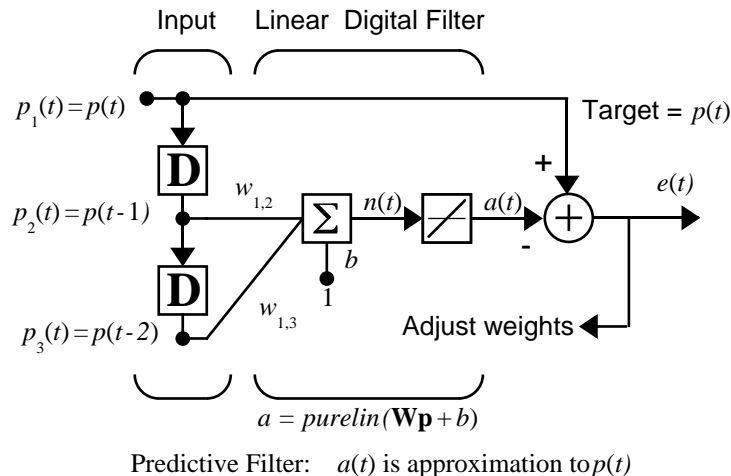 Input Linear Digital Filter
p1(t)=p(t)
Target = p(t)
D
+
e(t)
w1,2
n(t)
a(t)
p2(t)=p(t-1)
Σ
+
-
b
D
1
w1,3
p3(t)=p(t-2)
Adjust weights
a = purelin(Wp+b)
Predictive Filter: a(t) is approximation to p(t)